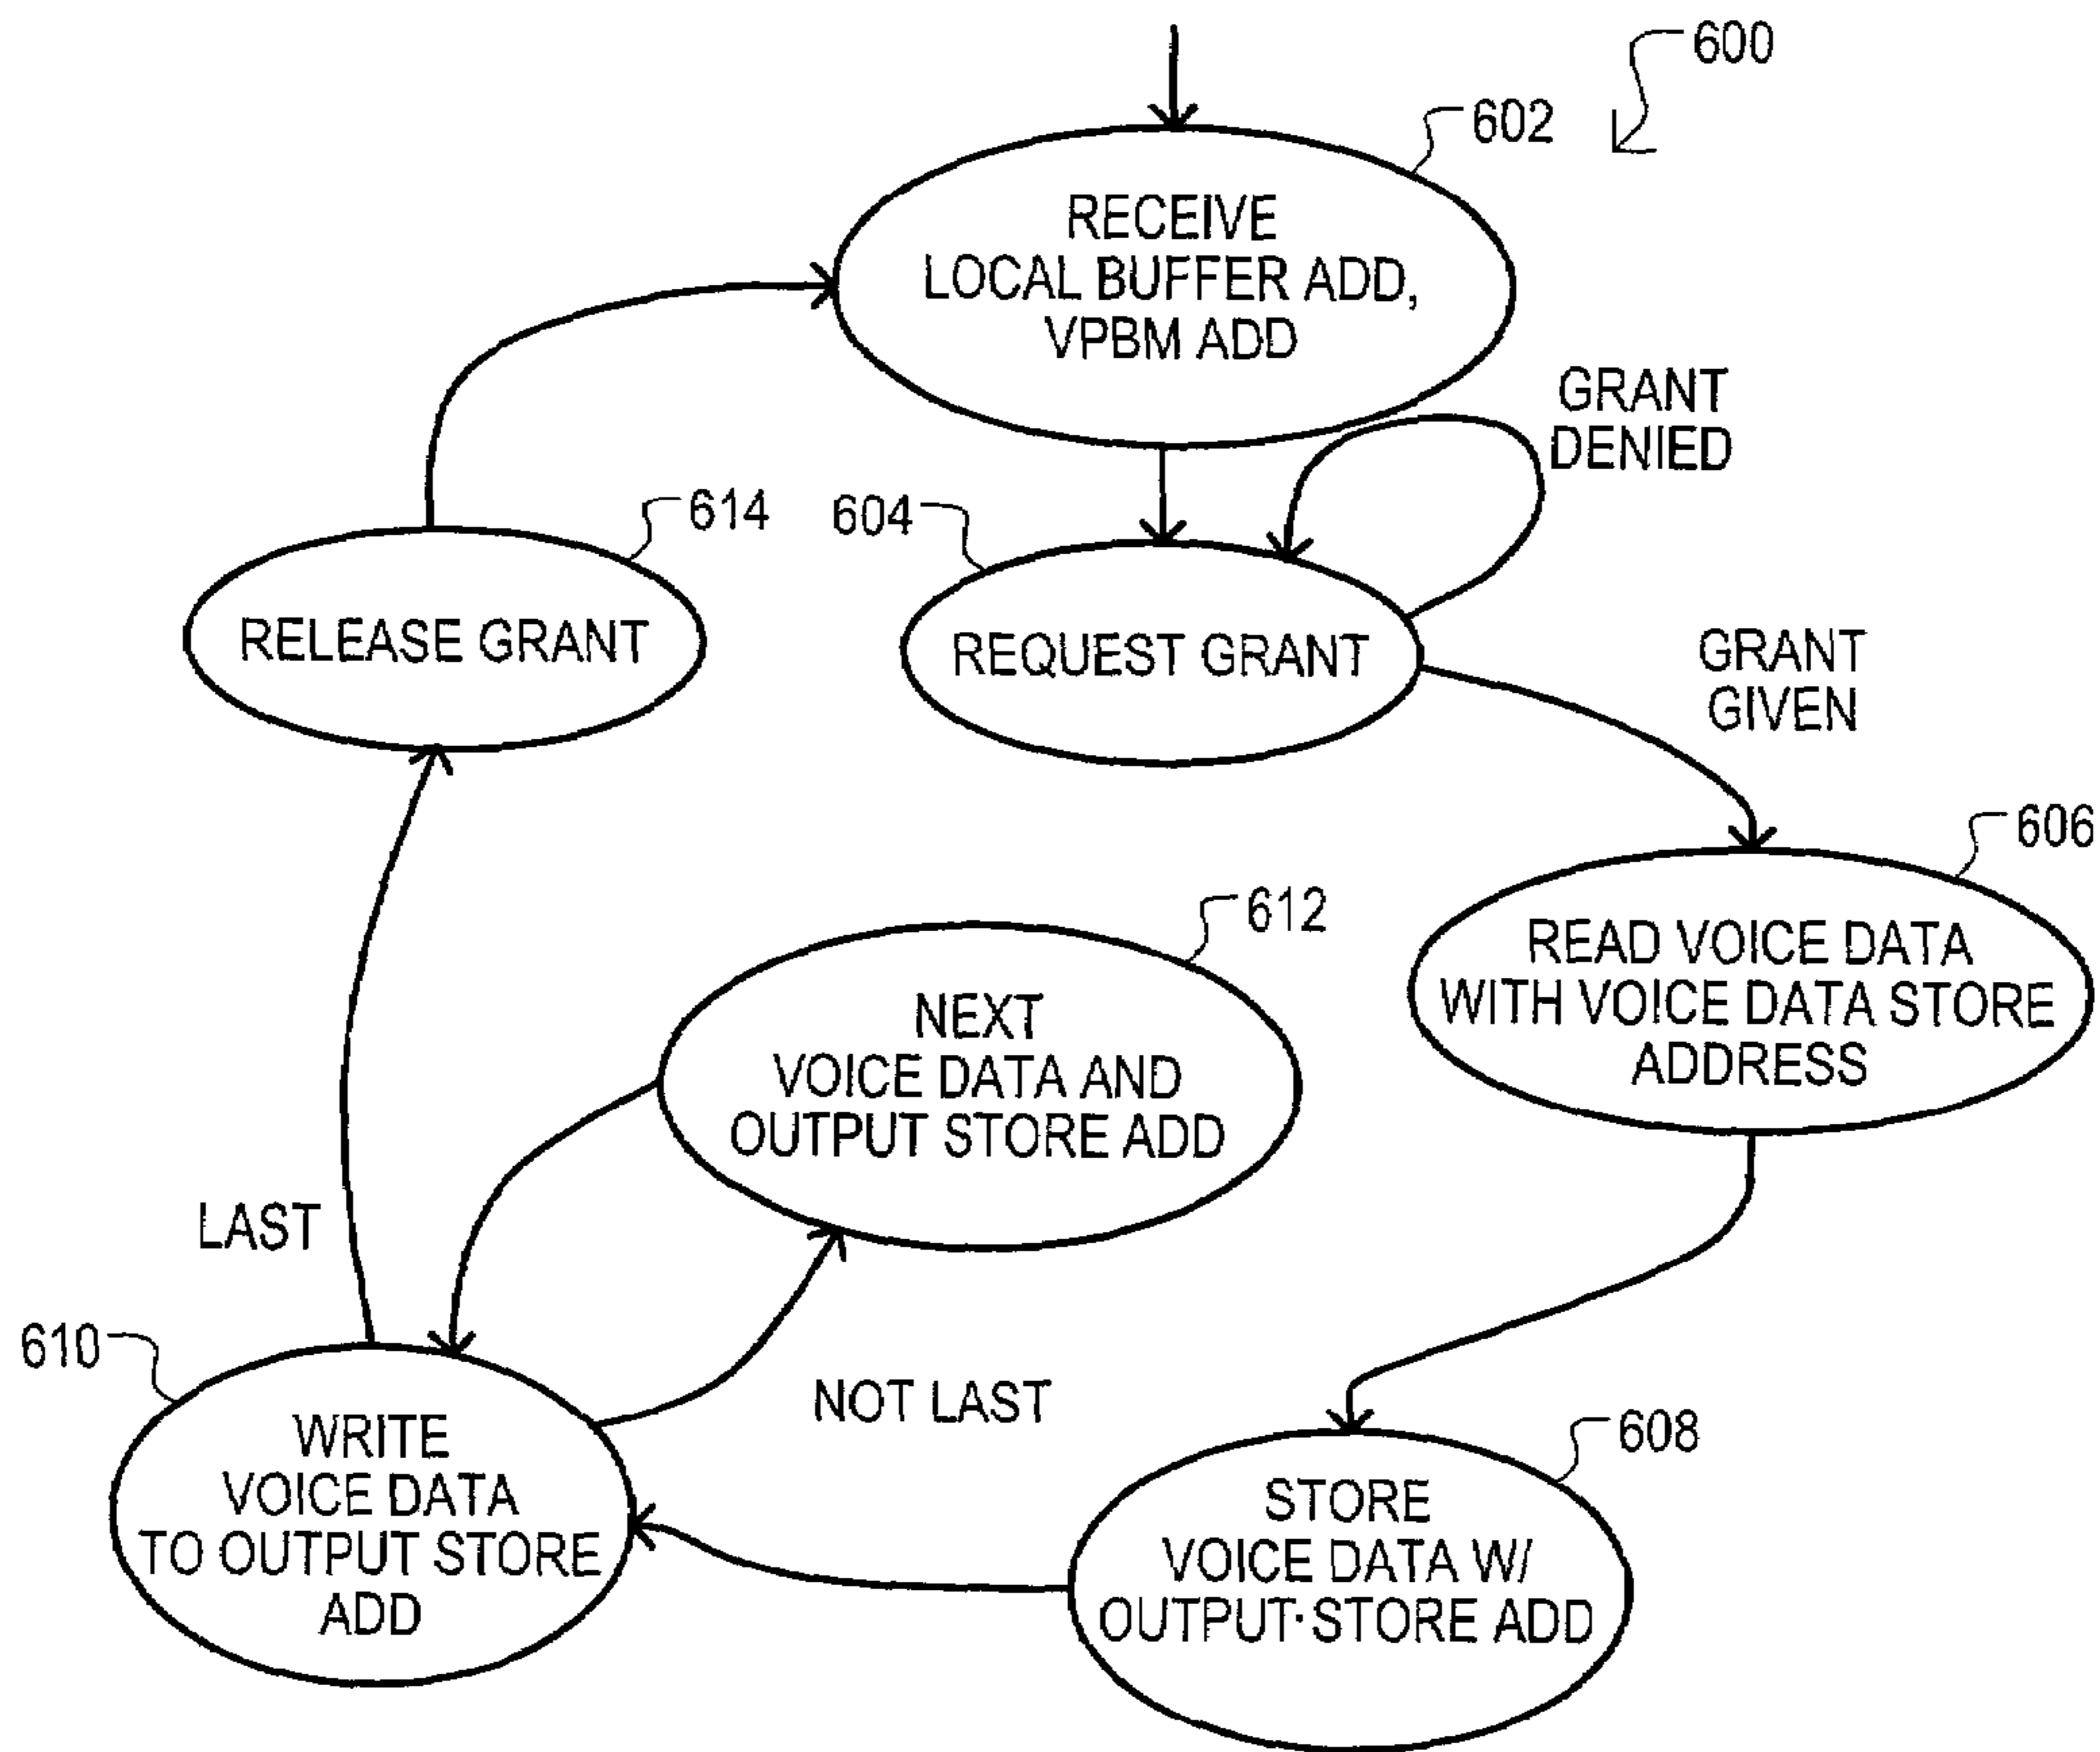 600
602
RECEIVE
LOCAL BUFFER ADD,
VPBM ADD
GRANT
DENIED
614
604
RELEASE GRANT
REQUEST GRANT
GRANT
GIVEN
606
READ VOICE DATA
WITH VOICE DATA STORE
ADDRESS
612
NEXT
VOICE DATA AND
OUTPUT STORE ADD
LAST
NOT LAST
610
WRITE
VOICE DATA
TO OUTPUT STORE
ADD
608
STORE
VOICE DATA W/
OUTPUT STORE ADD